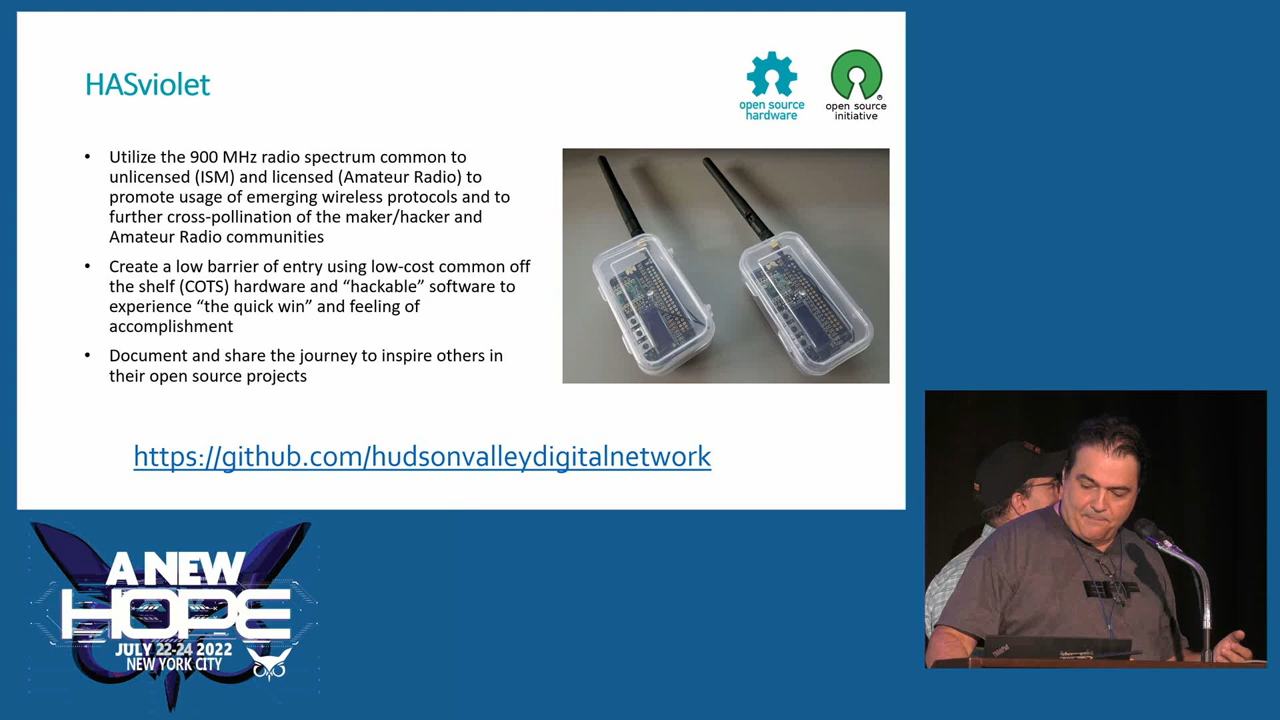 HASviolet
open source
hardware
open source
initiative
• Utilize the 900 MHz radio spectrum common to
unlicensed (ISM) and licensed (Amateur Radio) to
promote usage of emerging wireless protocols and to
further cross-pollination of the maker/hacker and
Amateur Radio communities
• Create a low barrier of entry using low-cost common off
the shelf (COTS) hardware and “hackable” software to
experience “the quick win” and feeling of
accomplishment
• Document and share the journey to inspire others in
their open source projects
https://github.com/hudsonvalleydigitalnetwork
A NEW
HOPE
JULY 22-24 2022
NEW YORK CITY
EFF